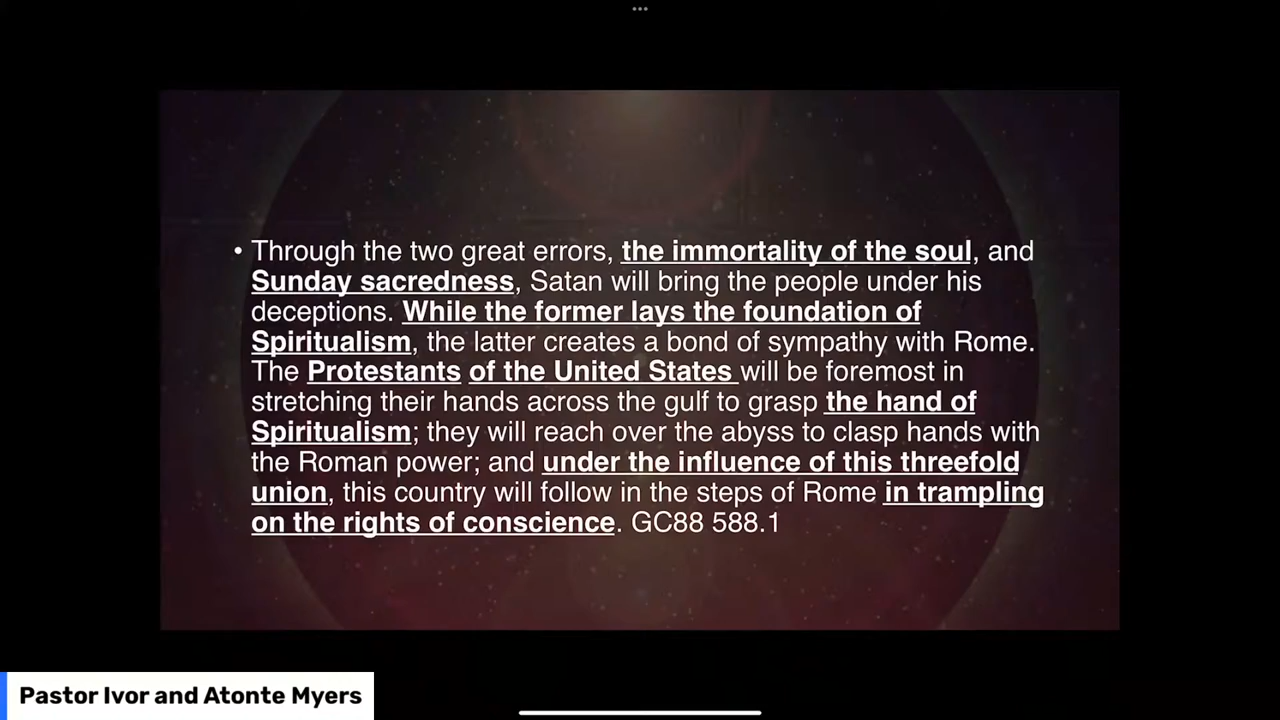 • Through the two great errors, the immortality of the soul, and
Sunday sacredness, Satan will bring the people under his
deceptions. While the former lays the foundation of
Spiritualism, the latter creates a bond of sympathy with Rome.
The Protestants of the United States will be foremost in
stretching their hands across the gulf to grasp the hand of
Spiritualism; they will reach over the abyss to clasp hands with
the Roman power; and under the influence of this threefold
union, this country will follow in the steps of Rome in trampling
on the rights of conscience. GC88 588.1
Pastor Ivor and Atonte Myers